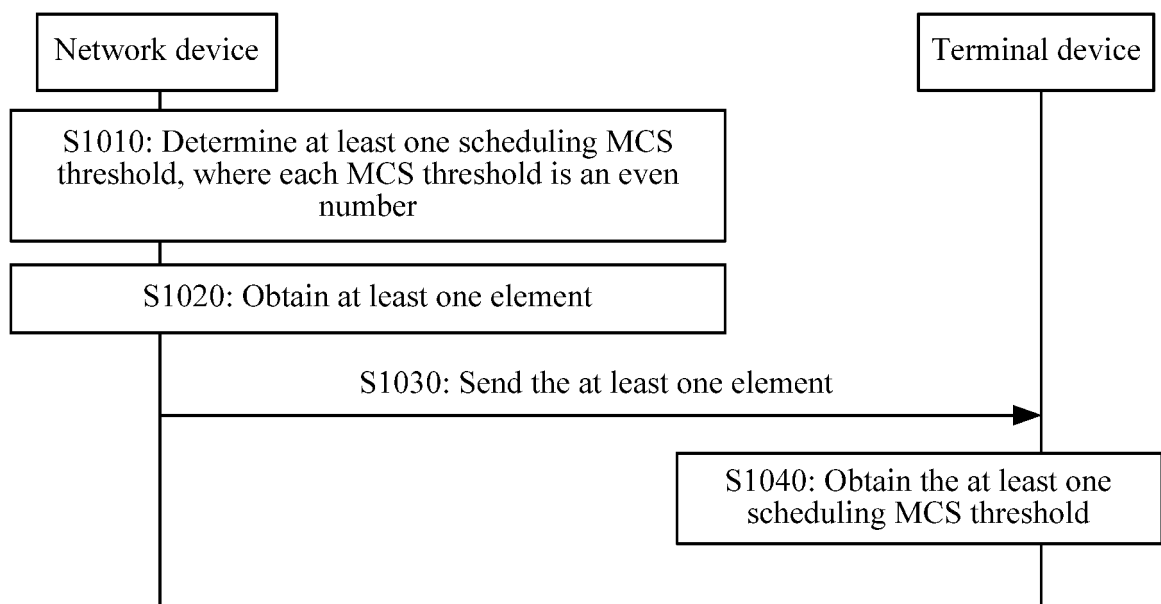 Network device
Terminal device
S1010: Determine at least one scheduling MCS
threshold, where each MCS threshold is an even
number
S1020: Obtain at least one element
S1030: Send the at least one element
S1040: Obtain the at least one
scheduling MCS threshold